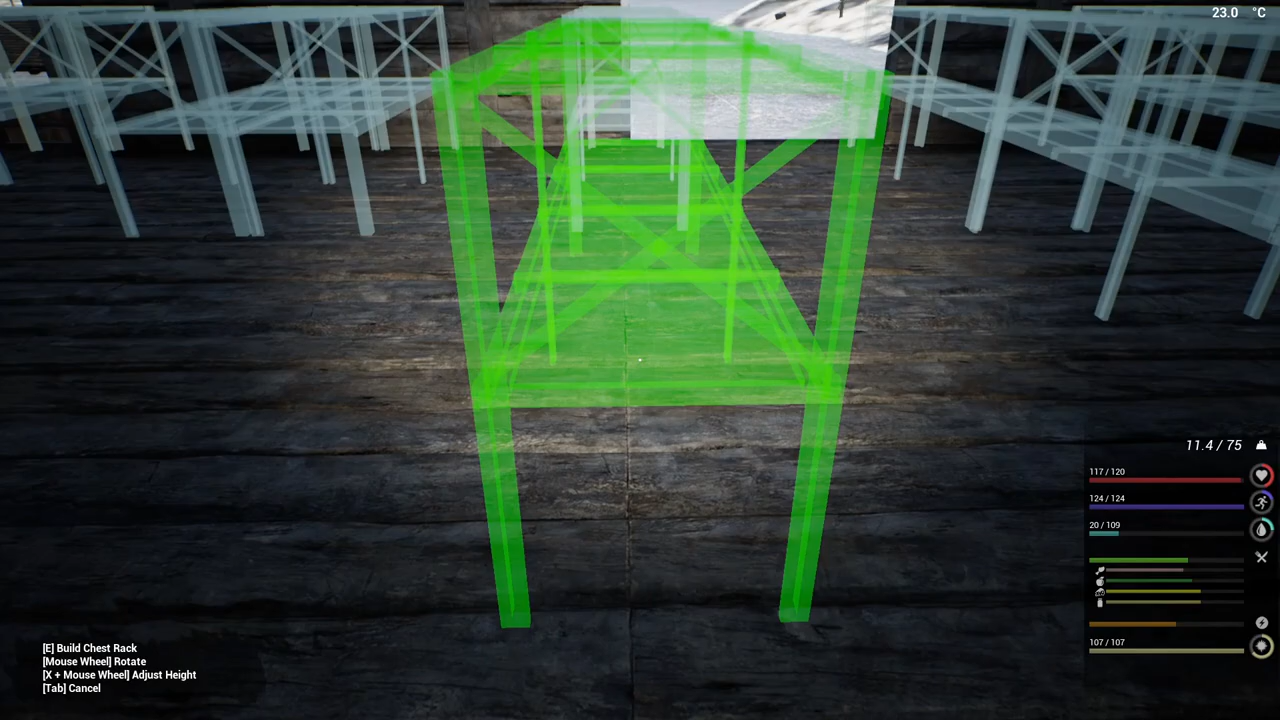 23.0 °C
11.4 / 75
117 / 120
124 / 124
20 / 109
107 / 107
[E] Build Chest Rack
[Mouse Wheel] Rotate
[X + Mouse Wheel] Adjust Height
[Tab] Cancel